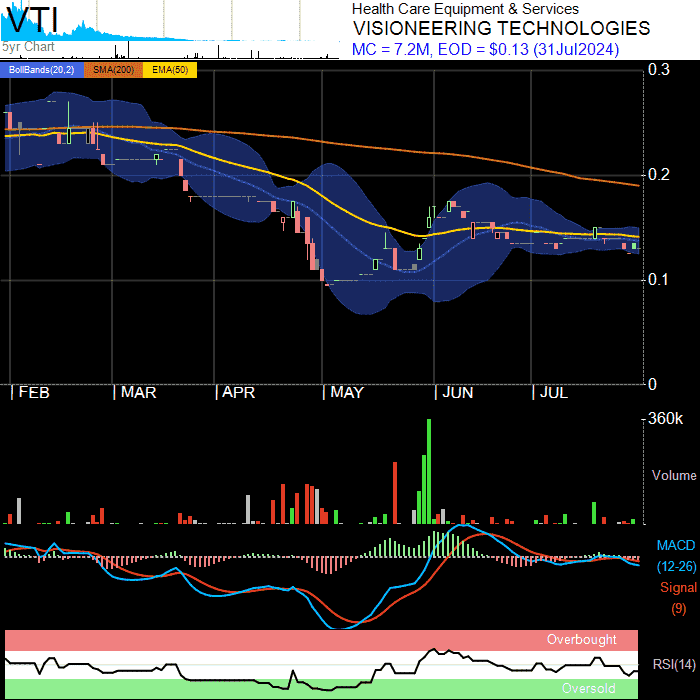 VTI
Health Care Equipment & Services
VISIONEERING TECHNOLOGIES
5yr Chart
MC = 7.2M, EOD = $0.13 (31Jul2024)
BollBands(20,2) SMA(200) EMA(50)
0.3
0.2
0.1
0
FEB MAR APR MAY JUN JUL
360k
Volume
MACD
(12-26)
Signal
(9)
Overbought
RSI(14)
Oversold